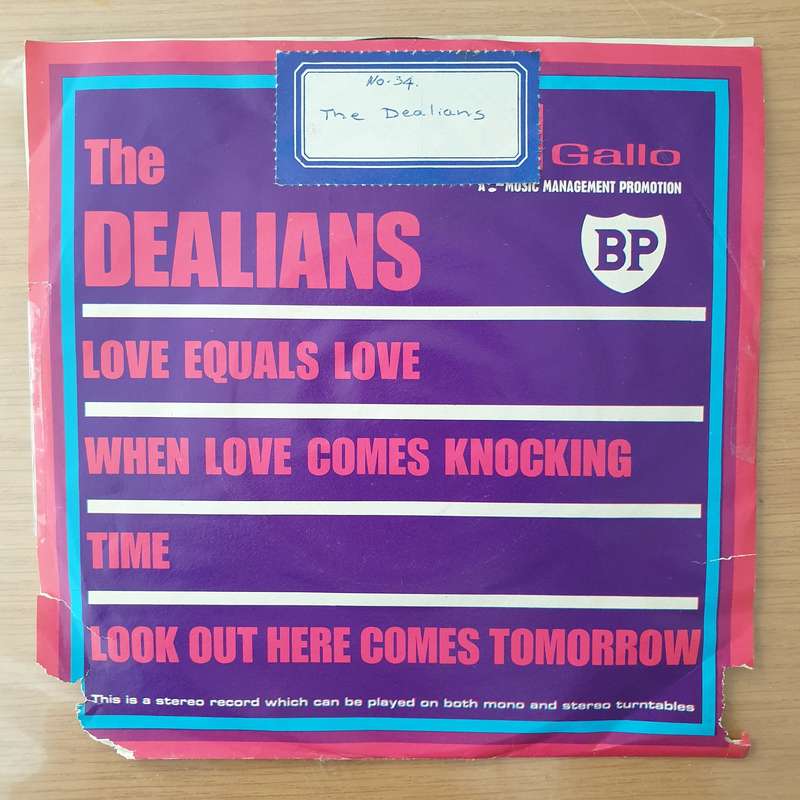 No. 34.
The Dealians
The
Gallo
A MUSIC MANAGEMENT PROMOTION
DEALIANS
BP
LOVE EQUALS LOVE
WHEN LOVE COMES KNOCKING
TIME
LOOK OUT HERE COMES TOMORROW
This is a stereo record which can be played on both mono and stereo turntables